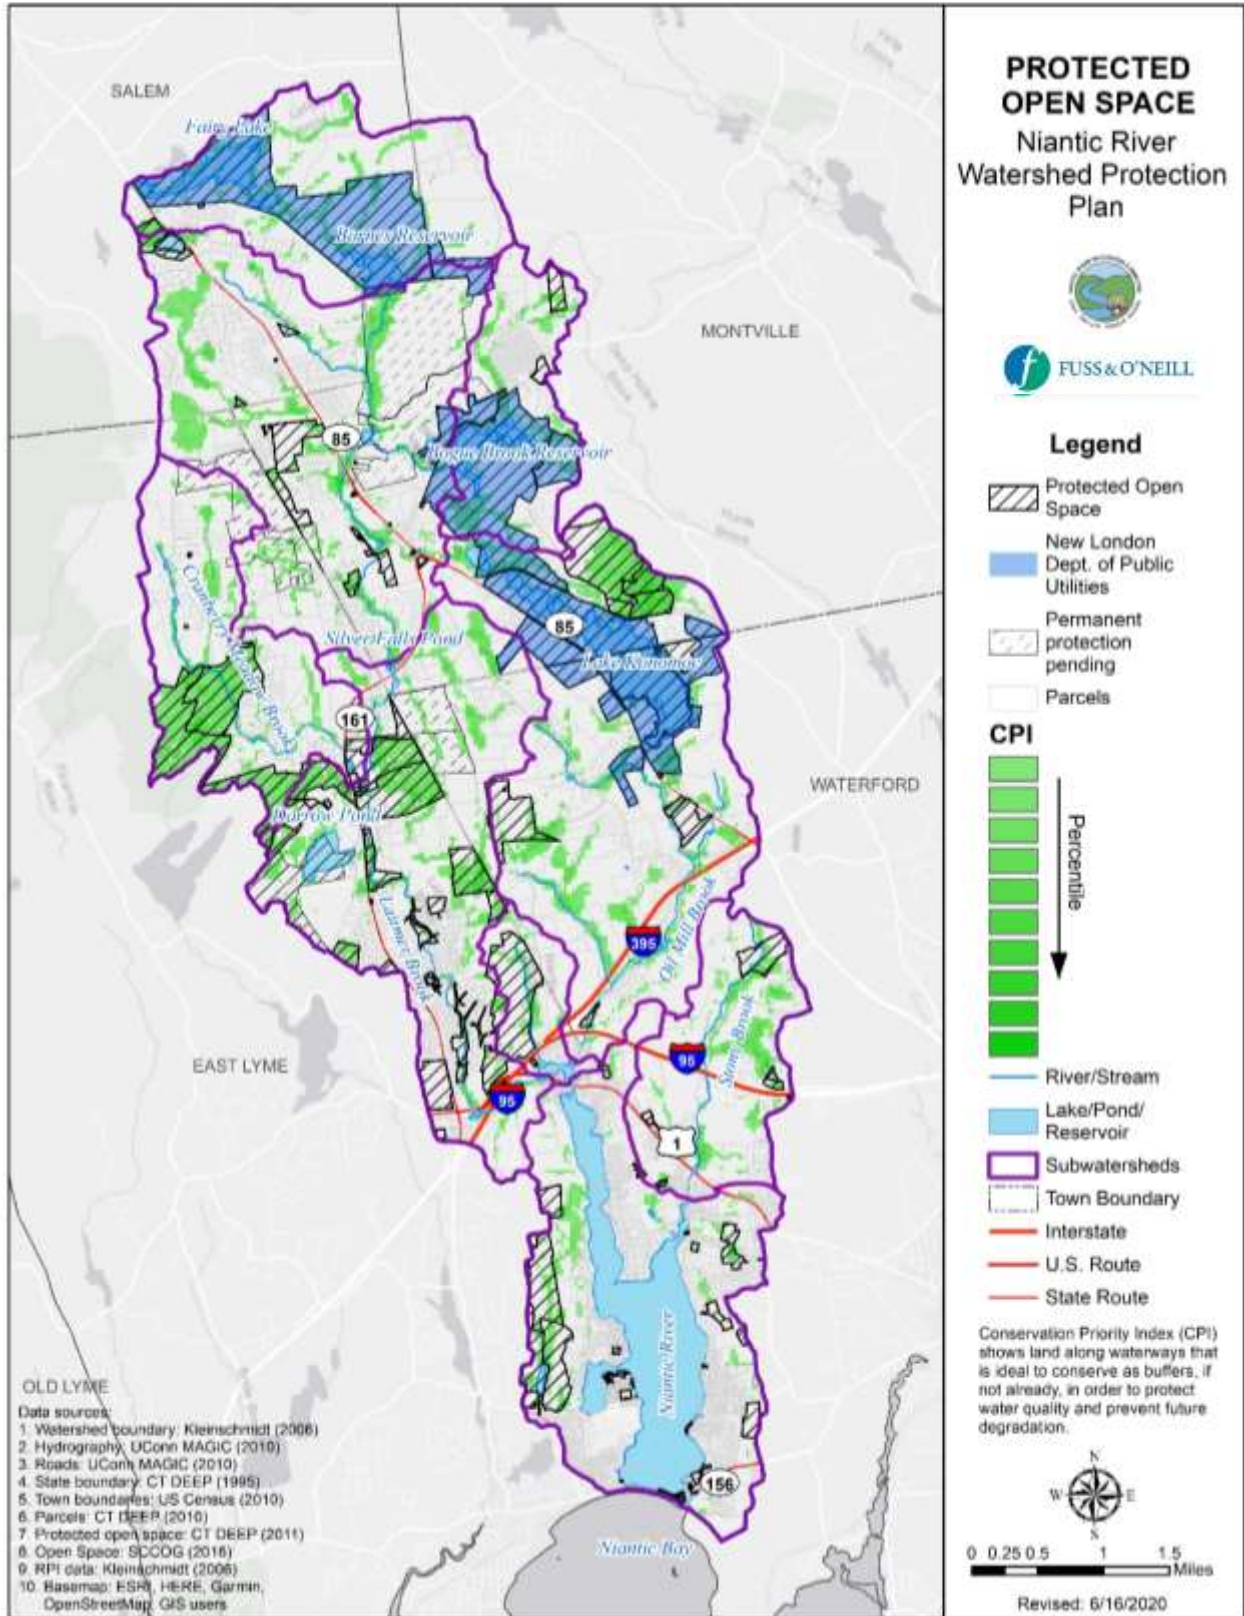 PROTECTED
OPEN SPACE
Niantic River
Watershed Protection
Plan
FUSS & O'NEILL
Legend
Protected Open
Space
New London
Dept. of Public
Utilities
Permanent
protection
pending
Parcels
CPI
Percentile
River/Stream
Lake/Pond/
Reservoir
Subwatersheds
Town Boundary
Interstate
U.S. Route
State Route
Conservation Priority Index (CPI)
shows land along waterways that
is ideal to conserve as buffers, if
not already, in order to protect
water quality and prevent future
degradation.
N
W
E
S
0 0.25 0.5 1 1.5
Miles
Revised: 6/16/2020
SALEM
Fairy Lake
Barnes Reservoir
MONTVILLE
85
Bogue Brook Reservoir
Cranberry Meadow Brook
Silver Falls Pond
85
Lake Konomoc
161
WATERFORD
Darrow Pond
Latimer Brook
395
Oil Mill Brook
Stony Brook
EAST LYME
95
95
1
Niantic River
156
Niantic Bay
OLD LYME
Data sources:
1. Watershed boundary: Kleinschmidt (2006)
2. Hydrography: UConn MAGIC (2010)
3. Roads: UConn MAGIC (2010)
4. State boundary: CT DEEP (1995)
5. Town boundaries: US Census (2010)
6. Parcels: CT DEEP (2010)
7. Protected open space: CT DEEP (2011)
8. Open Space: SCCOG (2016)
9. RPI data: Kleinschmidt (2006)
10. Basemap: ESRI, HERE, Garmin,
OpenStreetMap, GIS users